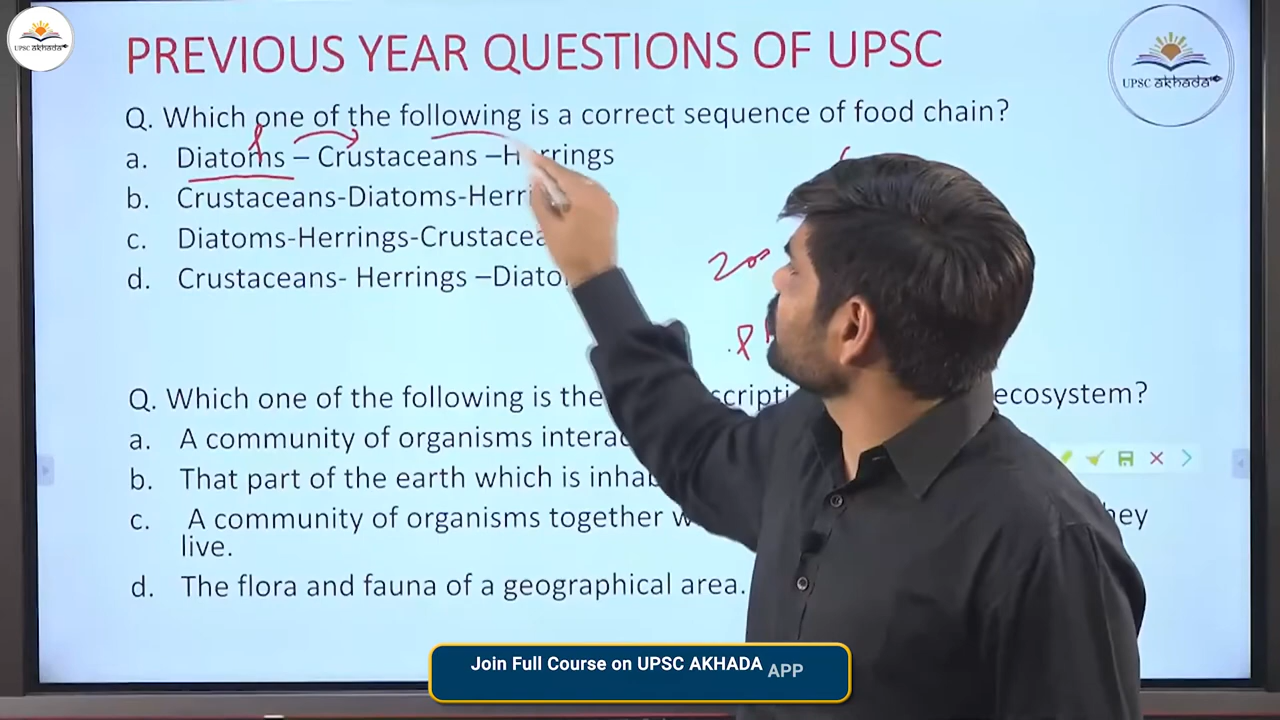 UPSC akhada
PREVIOUS YEAR QUESTIONS OF UPSC
UPSC akhada
Q. Which one of the following is a correct sequence of food chain?
a. Diatoms – Crustaceans –Herrings
b. Crustaceans-Diatoms-Herri
c. Diatoms-Herrings-Crustacea
d. Crustaceans- Herrings –Diato
200
Q. Which one of the following is the scripti ecosystem?
a. A community of organisms interac
b. That part of the earth which is inhab
c. A community of organisms together w hey
live.
d. The flora and fauna of a geographical area.
Join Full Course on UPSC AKHADA APP